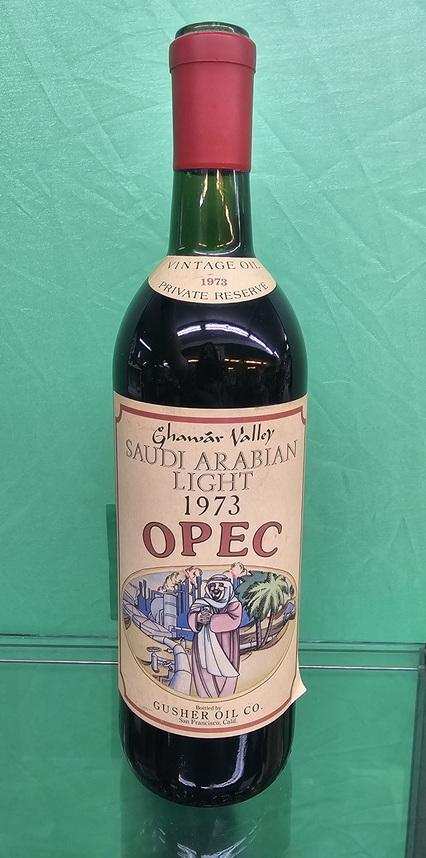 VINTAGE OIL
1973
PRIVATE RESERVE
Ghawár Valley
SAUDI ARABIAN
LIGHT
1973
OPEC
Bottled by
GUSHER OIL CO.
San Francisco, Calif.